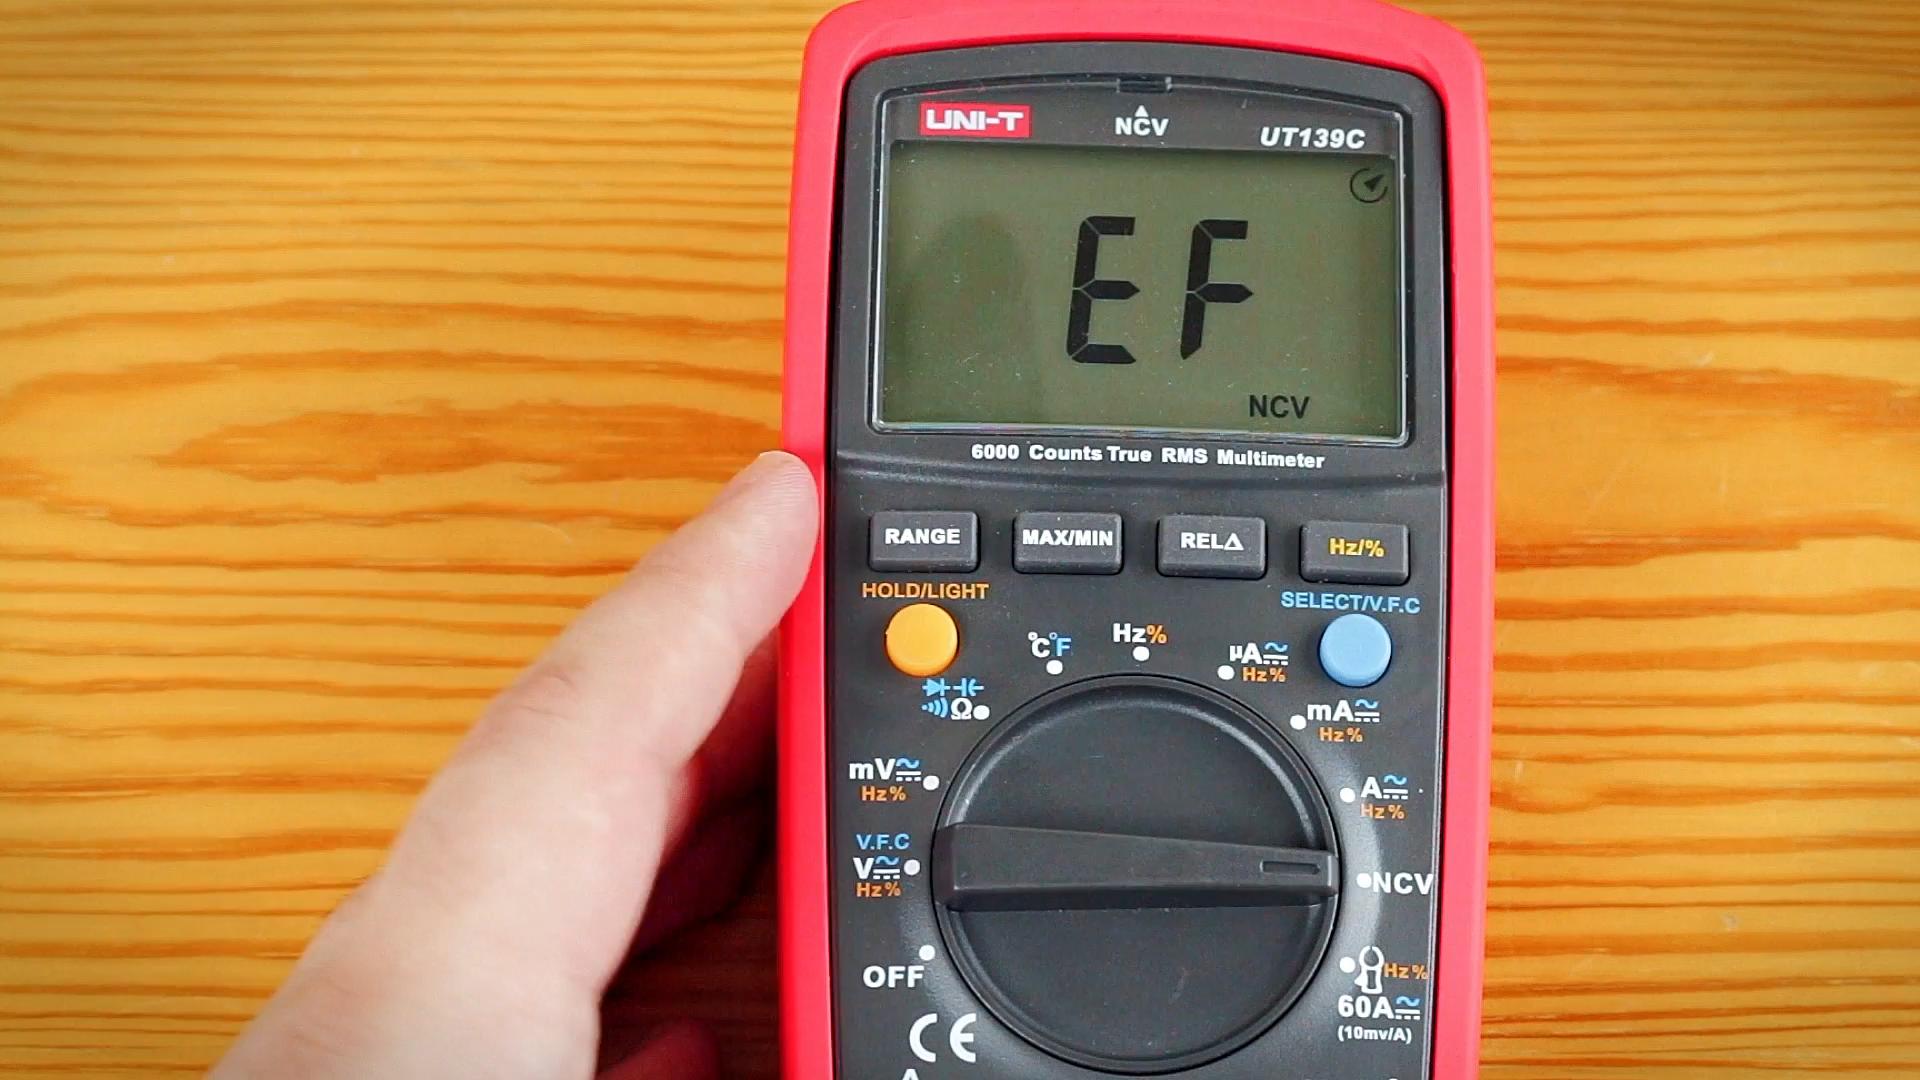 UNI-T
NCV
UT139C
EF
NCV
6000 Counts True RMS Multimeter
RANGE
MAX/MIN
REL△
Hz/%
HOLD/LIGHT
SELECT/V.F.C
°C°F
Hz%
µA
Hz%
Ω
mA
Hz%
mV
Hz%
A
Hz%
V.F.C
V
Hz%
NCV
OFF
Hz%
60A
(10mv/A)
CE